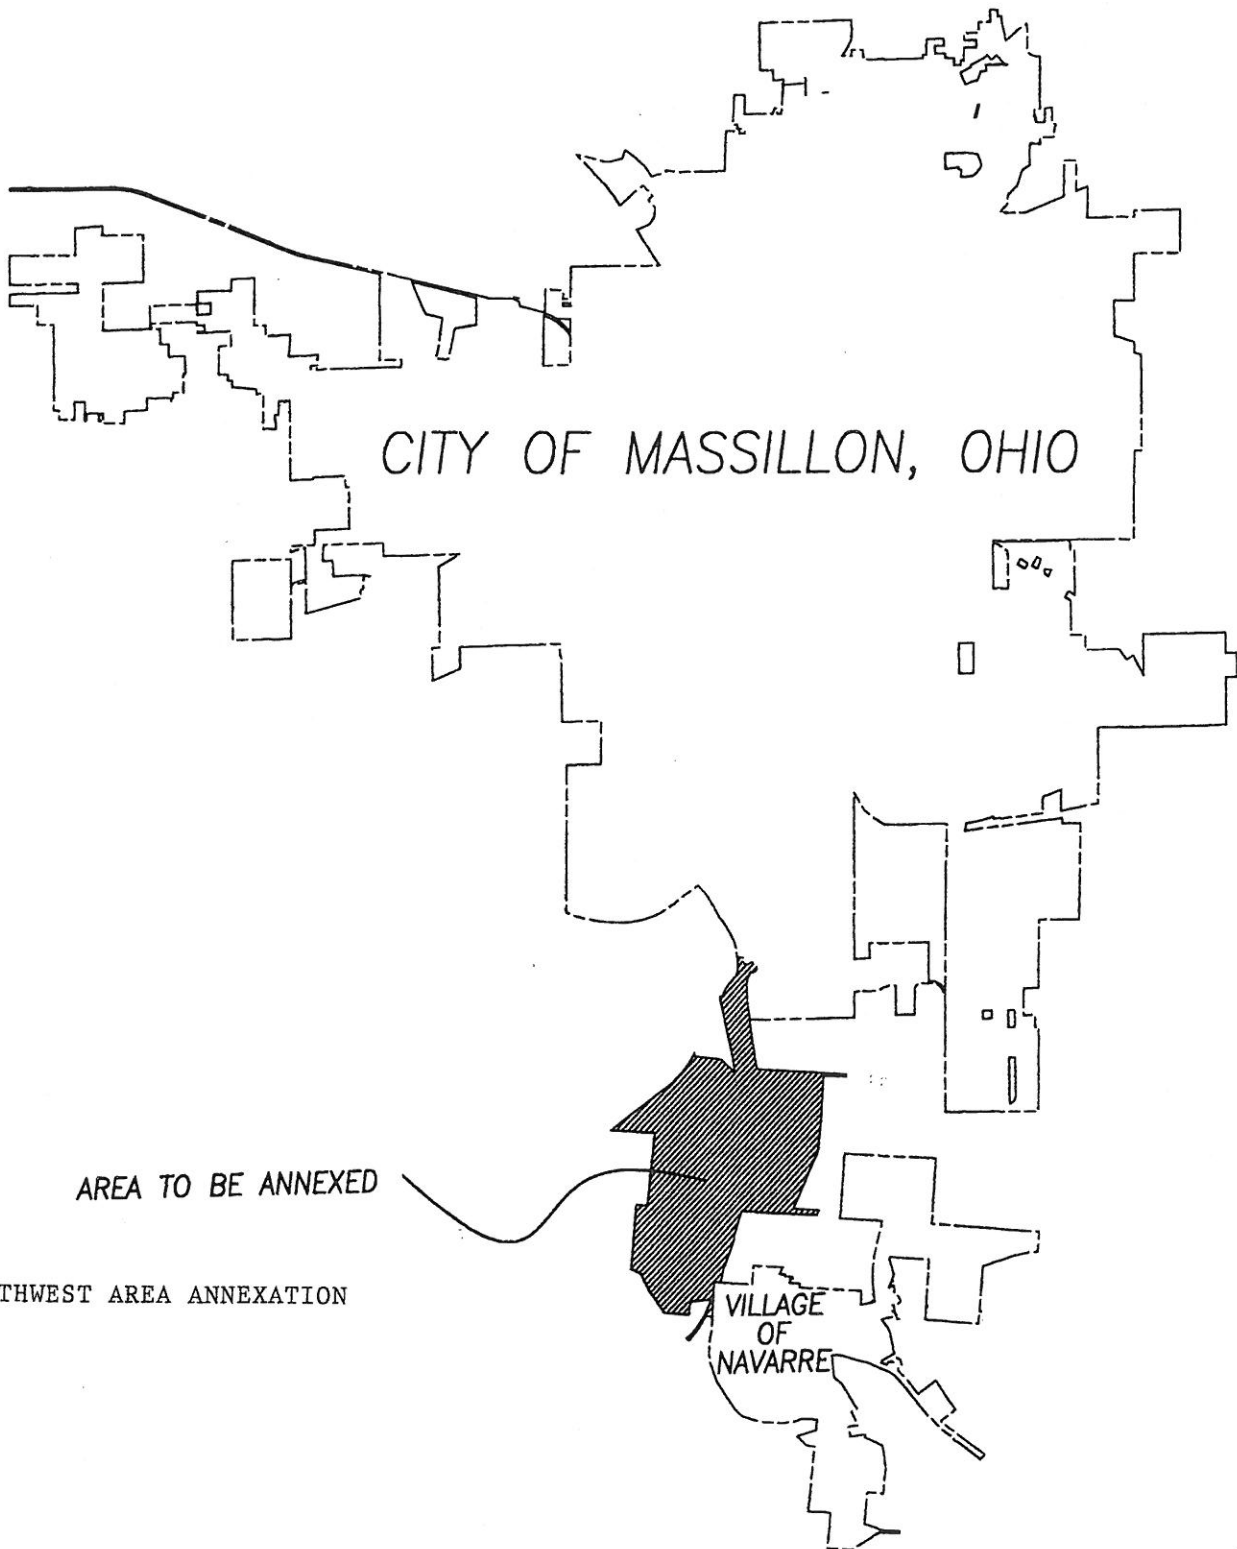 CITY OF MASSILLON, OHIO
AREA TO BE ANNEXED
THWEST AREA ANNEXATION
VILLAGE
OF
NAVARRE